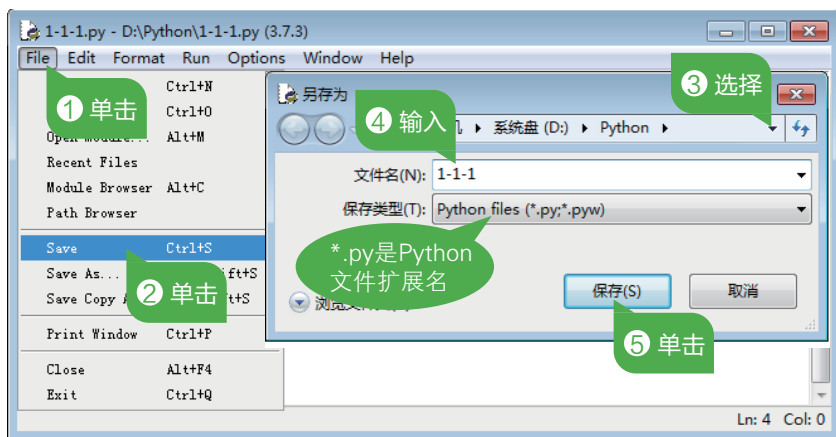 1-1-1.py - D:\Python\1-1-1.py (3.7.3)
File Edit Format Run Options Window Help
Ctrl+N
① 单击
Ctrl+O
Alt+M
Recent Files
Module Browser Alt+C
Path Browser
Save Ctrl+S
Save As...
ift+S
Save Copy
② 单击
t+S
Print Window Ctrl+P
Close Alt+F4
Exit Ctrl+Q
另存为
③ 选择
④ 输入
系统盘 (D:) Python
文件名(N): 1-1-1
保存类型(T): Python files (*.py;*.pyw)
*.py是Python
文件扩展名
保存(S) 取消
浏览
⑤ 单击
Ln: 4 Col: 0